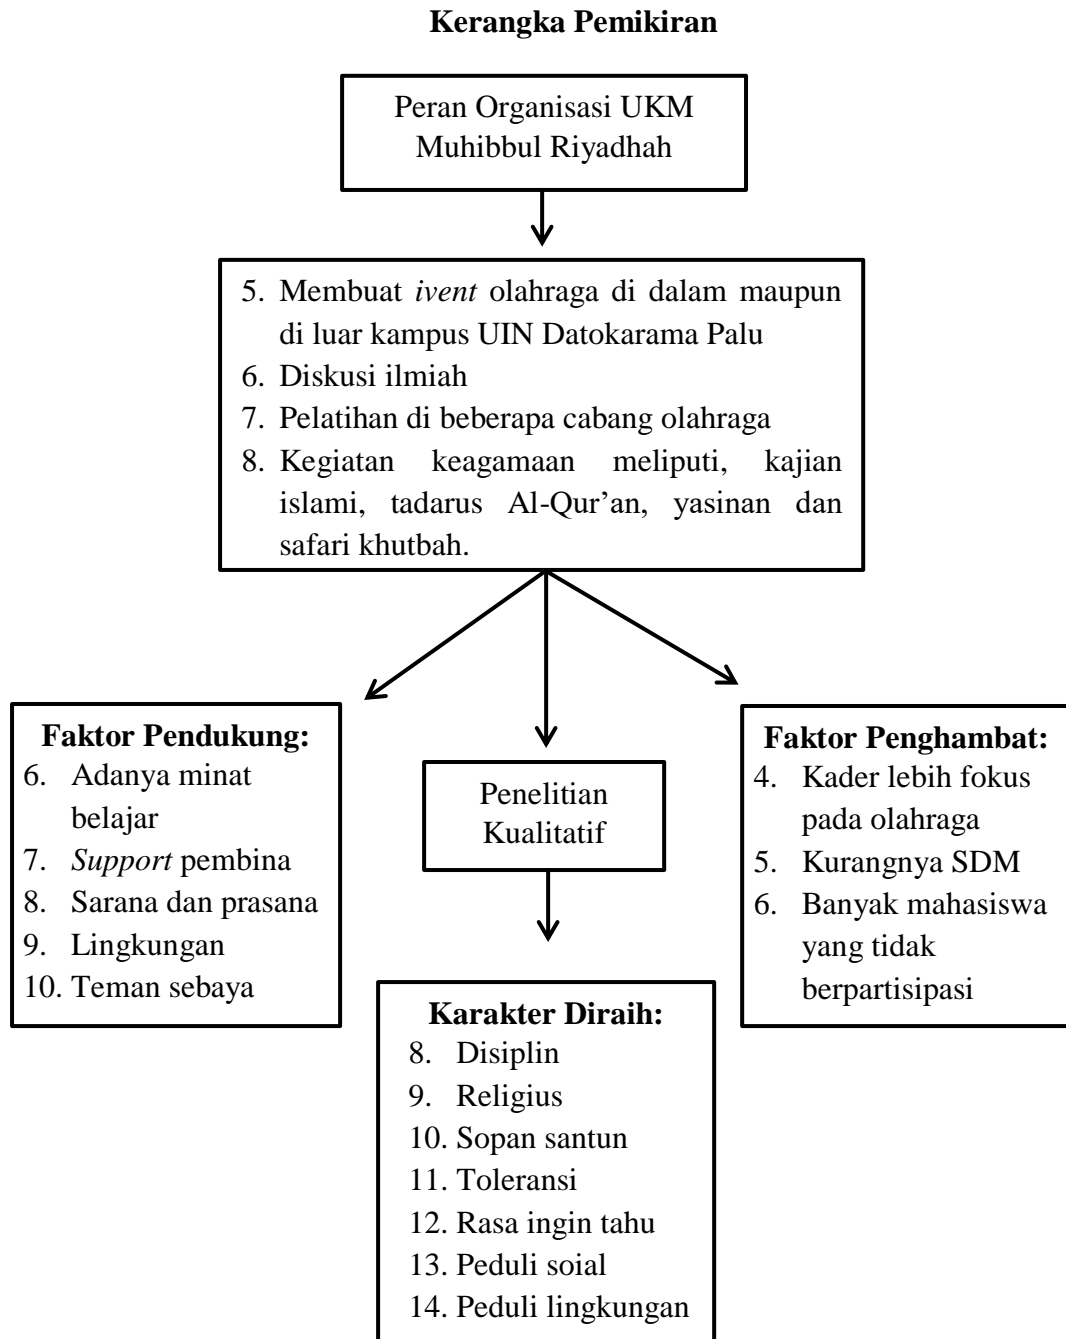 Kerangka Pemikiran
Peran Organisasi UKM
Muhibbul Riyadhah
5. Membuat ivent olahraga di dalam maupun
di luar kampus UIN Datokarama Palu
6. Diskusi ilmiah
7. Pelatihan di beberapa cabang olahraga
8. Kegiatan keagamaan meliputi, kajian
islami, tadarus Al-Qur’an, yasinan dan
safari khutbah.
Faktor Pendukung:
6. Adanya minat
belajar
7. Support pembina
8. Sarana dan prasana
9. Lingkungan
10. Teman sebaya
Penelitian
Kualitatif
Faktor Penghambat:
4. Kader lebih fokus
pada olahraga
5. Kurangnya SDM
6. Banyak mahasiswa
yang tidak
berpartisipasi
Karakter Diraih:
8. Disiplin
9. Religius
10. Sopan santun
11. Toleransi
12. Rasa ingin tahu
13. Peduli soial
14. Peduli lingkungan